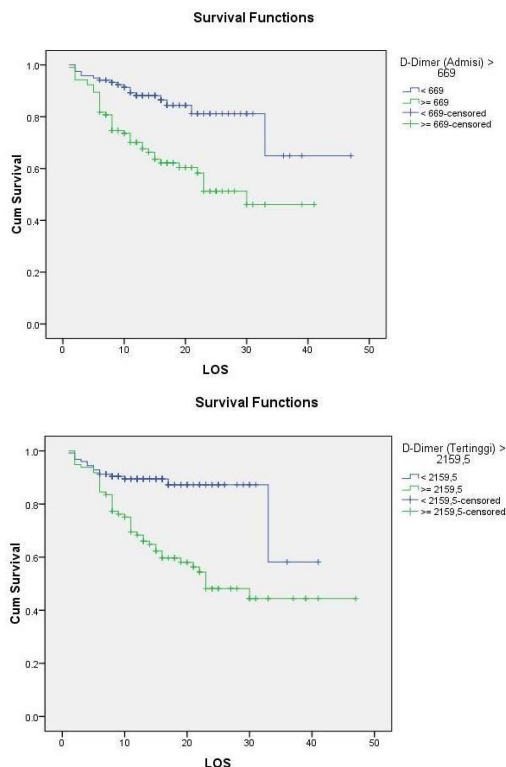 Survival Functions
1.0
0.8
0.6
0.4
0.2
0.0
Cum Survival
0
10
20
30
40
50
LOS
D-Dimer (Admisi) >
669
< 669
>= 669
< 669-censored
>= 669-censored
Survival Functions
1.0
0.8
0.6
0.4
0.2
0.0
Cum Survival
0
10
20
30
40
50
LOS
D-Dimer (Tertinggi) >
2159,5
< 2159,5
>= 2159,5
< 2159,5-censored
>= 2159,5-censored